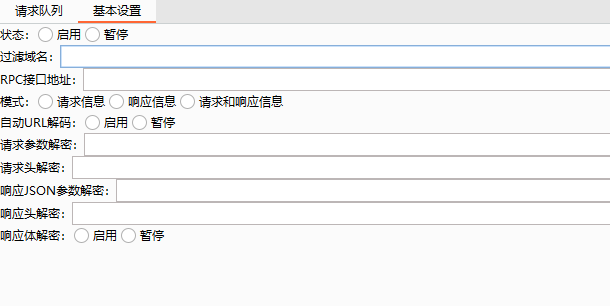 请求队列 基本设置
状态: 启用 暂停
过滤域名:
RPC接口地址:
模式: 请求信息 响应信息 请求和响应信息
自动URL解码: 启用 暂停
请求参数解密:
请求头解密:
响应JSON参数解密:
响应头解密:
响应体解密: 启用 暂停